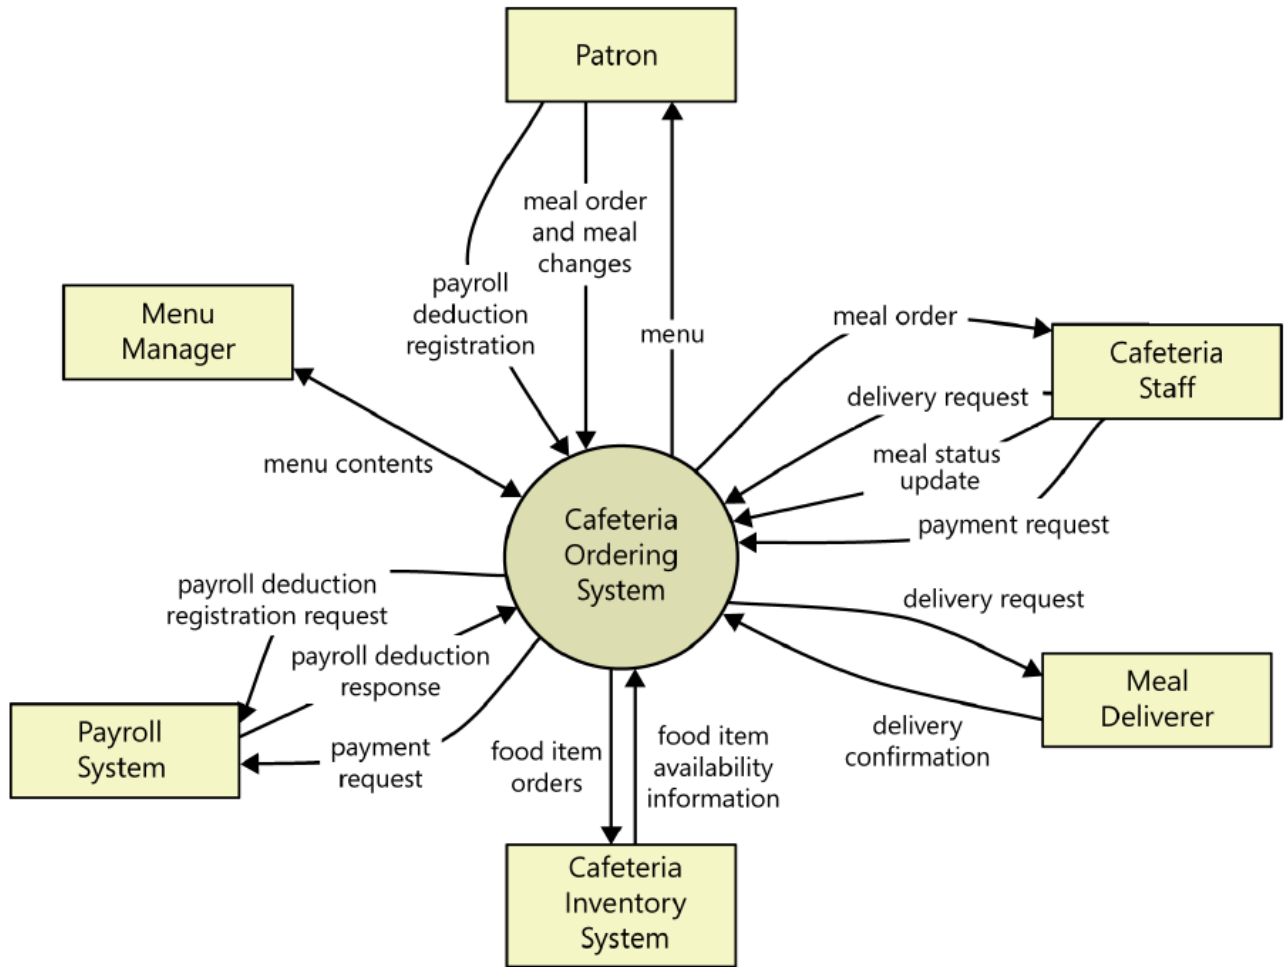 Patron
meal order
and meal
changes
payroll
deduction
registration
menu
Menu
Manager
menu contents
meal order
Cafeteria
Staff
delivery request
meal status
update
payment request
Cafeteria
Ordering
System
payroll deduction
registration request
payroll deduction
response
payment
request
Payroll
System
delivery request
Meal
Deliverer
delivery
confirmation
food item
orders
food item
availability
information
Cafeteria
Inventory
System